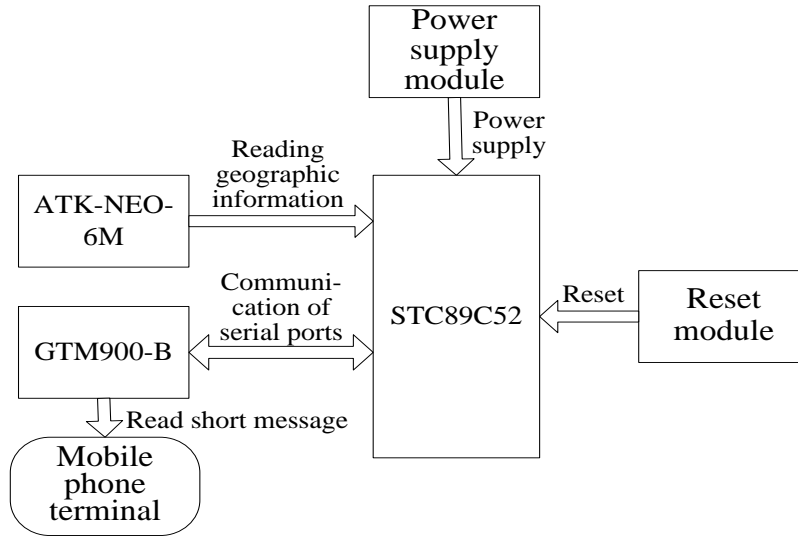 Power
supply
module
Power
supply
Reading
geographic
information
ATK-NEO-
6M
Communi-
cation of
serial ports
GTM900-B
STC89C52
Reset
Reset
module
Read short message
Mobile
phone
terminal